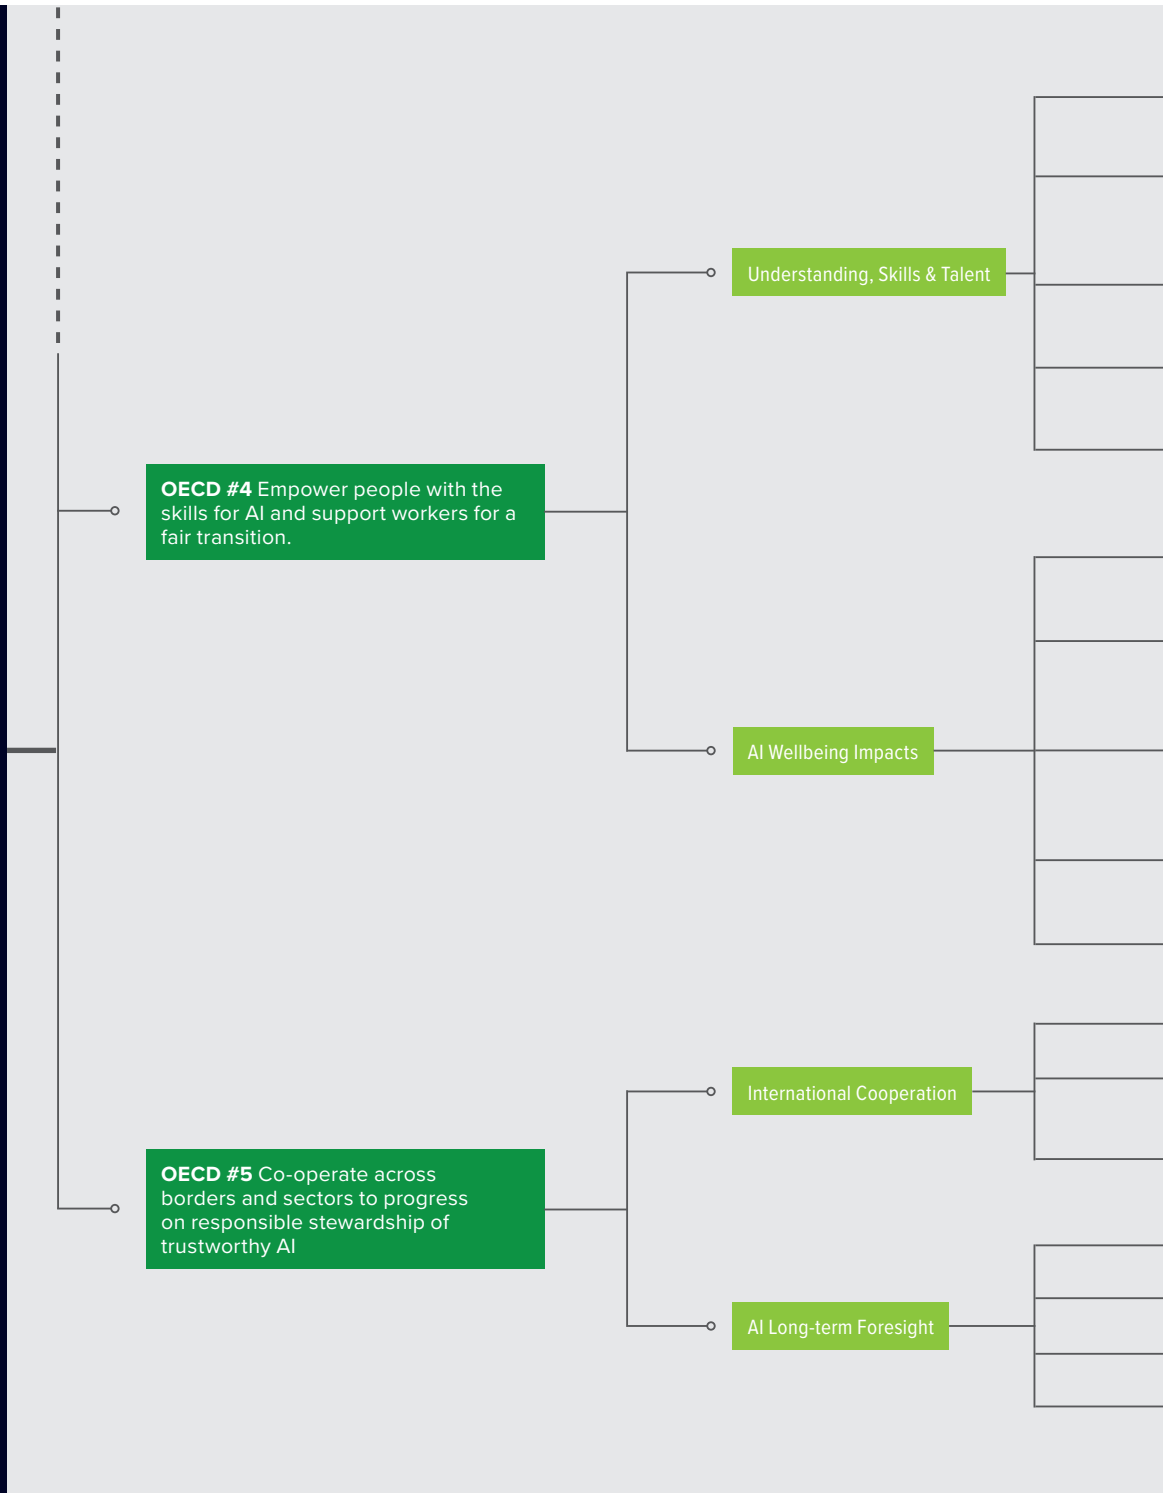 Understanding, Skills & Talent
OECD #4 Empower people with the
skills for AI and support workers for a
fair transition.
AI Wellbeing Impacts
International Cooperation
OECD #5 Co-operate across
borders and sectors to progress
on responsible stewardship of
trustworthy AI
AI Long-term Foresight